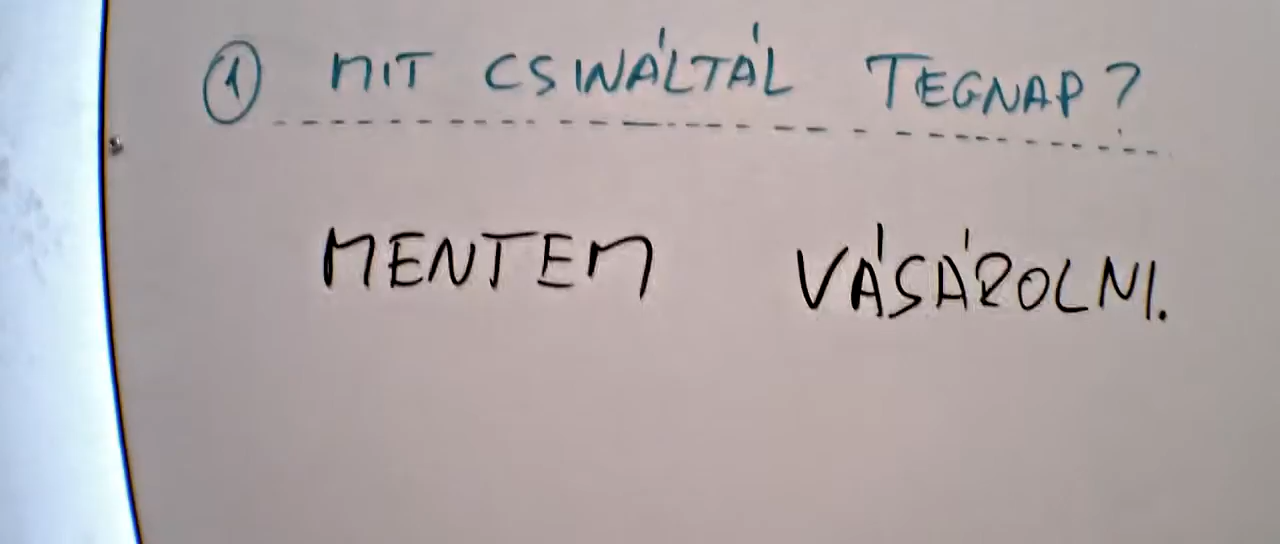 ① MIT CSINÁLTÁL TEGNAP?
MENTEM VÁSÁROLNI.